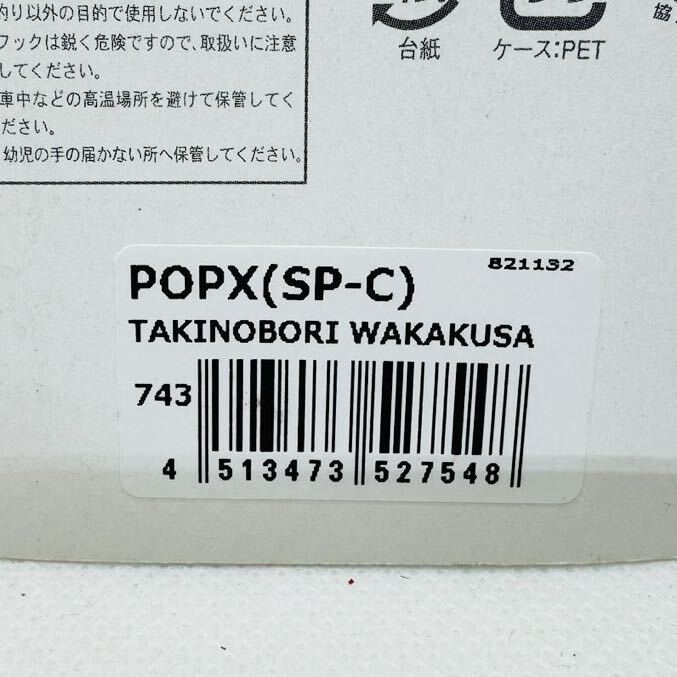 釣り以外の目的で使用しないでください。
フックは鋭く危険ですので、取扱いに注意
してください。
車中などの高温場所を避けて保管してく
ださい。
幼児の手の届かない所へ保管してください。
台紙
ケース:PET
821132
POPX(SP-C)
TAKINOBORI WAKAKUSA
743
4 513473 527548